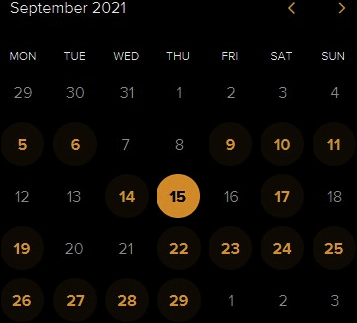 September 2021
MON TUE WED THU FRI SAT SUN
29 30 31 1 2 3 4
5 6 7 8 9 10 11
12 13 14 15 16 17 18
19 20 21 22 23 24 25
26 27 28 29 1 2 3